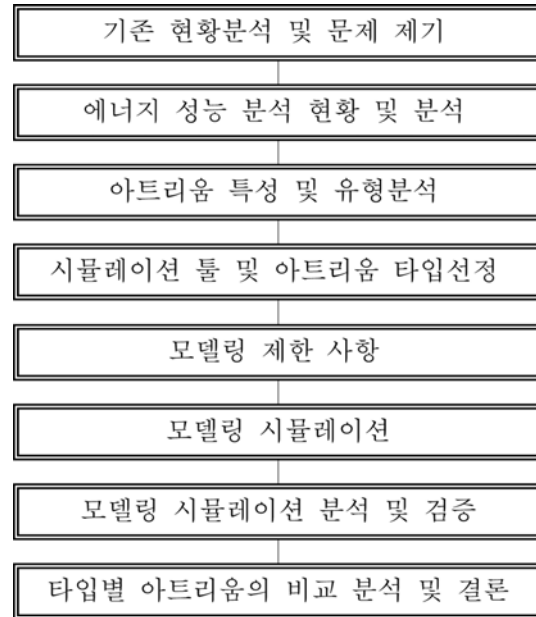 기존 현황분석 및 문제 제기
에너지 성능 분석 현황 및 분석
아트리움 특성 및 유형분석
시뮬레이션 툴 및 아트리움 타입선정
모델링 제한 사항
모델링 시뮬레이션
모델링 시뮬레이션 분석 및 검증
타입별 아트리움의 비교 분석 및 결론